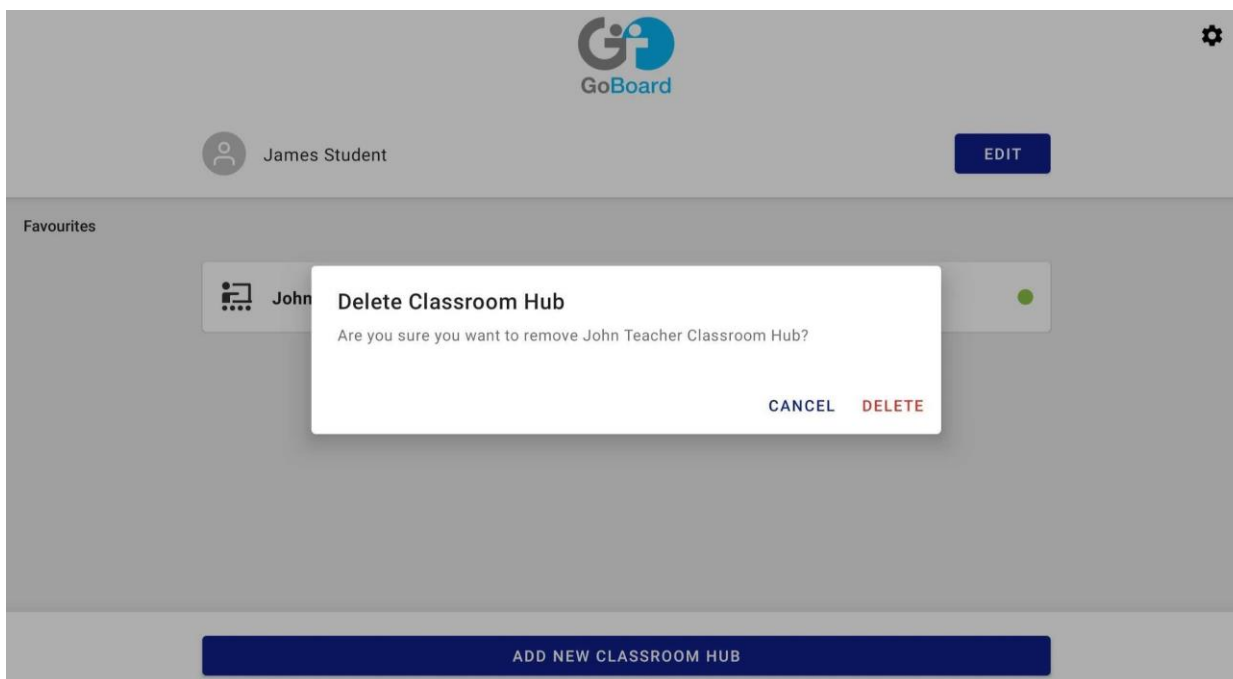 GoBoard
James Student
EDIT
Favourites
John
Delete Classroom Hub
Are you sure you want to remove John Teacher Classroom Hub?
CANCEL DELETE
ADD NEW CLASSROOM HUB